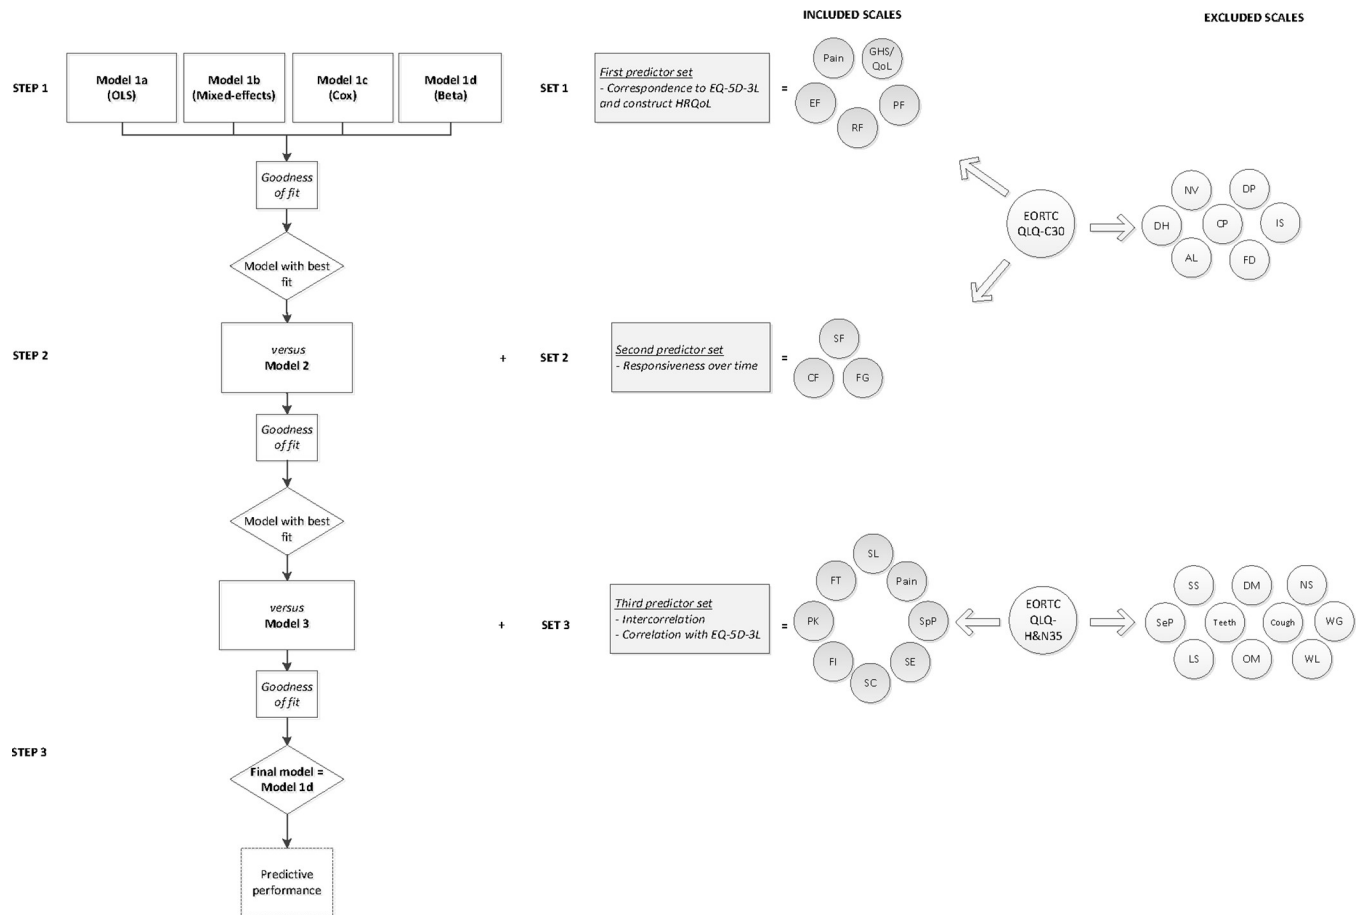 INCLUDED SCALES
EXCLUDED SCALES
STEP 1
Model 1a
(OLS)
Model 1b
(Mixed-effects)
Model 1c
(Cox)
Model 1d
(Beta)
SET 1
First predictor set
- Correspondence to EQ-5D-3L
and construct HRQoL
=
Pain
GHS/
QoL
EF
PF
RF
Goodness
of fit
EORTC
QLQ-C30
NV
DP
DH
CP
IS
AL
FD
Model with best
fit
STEP 2
versus
Model 2
+
SET 2
Second predictor set
- Responsiveness over time
=
SF
CF
FG
Goodness
of fit
Model with best
fit
versus
Model 3
+
SET 3
Third predictor set
- Intercorrelation
- Correlation with EQ-5D-3L
=
SL
FT
Pain
PK
SpP
FI
SE
SC
EORTC
QLQ-
H&N35
SS
DM
NS
SeP
Teeth
Cough
WG
LS
OM
WL
Goodness
of fit
STEP 3
Final model =
Model 1d
Predictive
performance